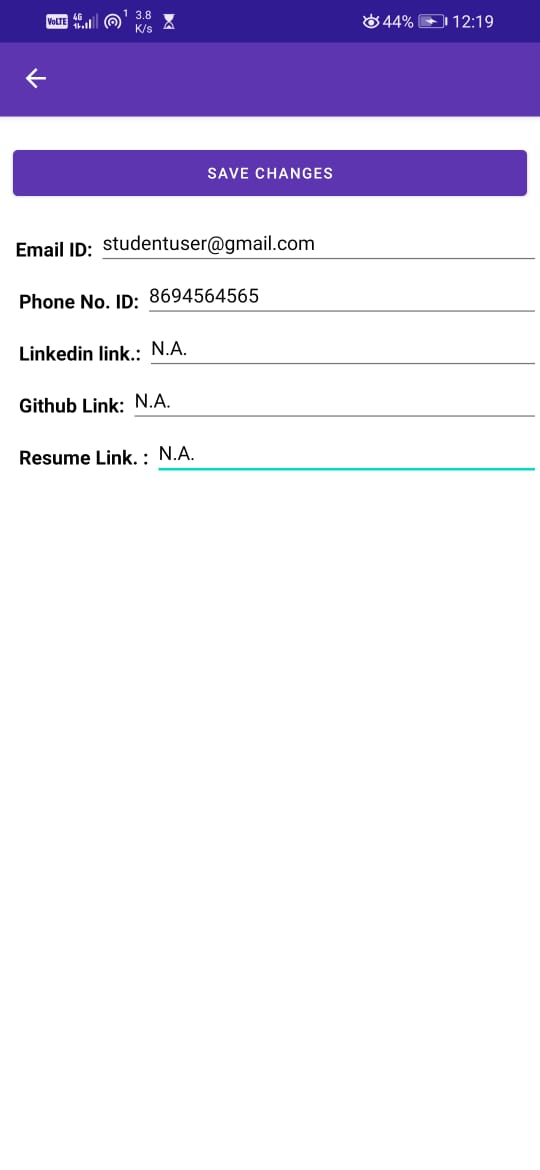 VoLTE 4G 1 3.8 K/s 44% 12:19
SAVE CHANGES
Email ID: studentuser@gmail.com
Phone No. ID: 8694564565
Linkedin link.: N.A.
Github Link: N.A.
Resume Link. : N.A.